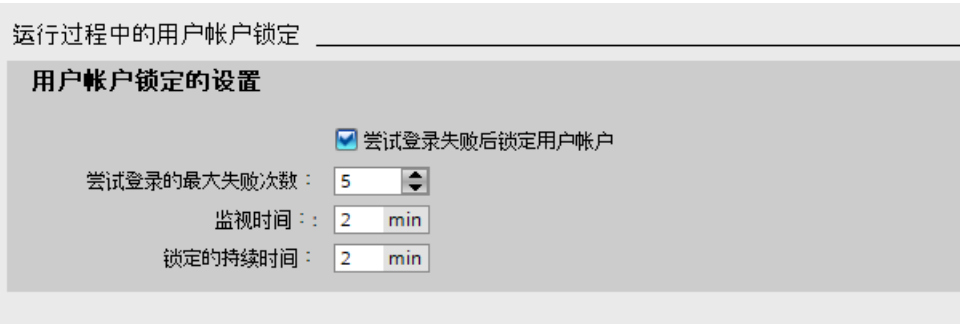 运行过程中的用户帐户锁定
用户帐户锁定的设置
尝试登录失败后锁定用户帐户
尝试登录的最大失败次数： 5
监视时间：: 2 min
锁定的持续时间： 2 min